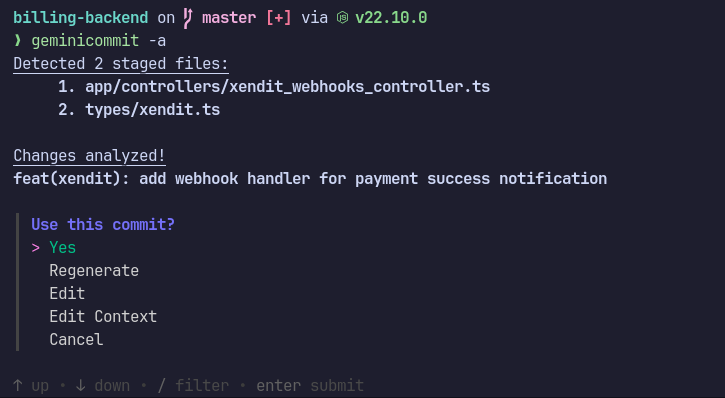 billing-backend on master [+] via v22.10.0
❯ geminicommit -a
Detected 2 staged files:
1. app/controllers/xendit_webhooks_controller.ts
2. types/xendit.ts
Changes analyzed!
feat(xendit): add webhook handler for payment success notification
Use this commit?
> Yes
Regenerate
Edit
Edit Context
Cancel
↑ up • ↓ down • / filter • enter submit